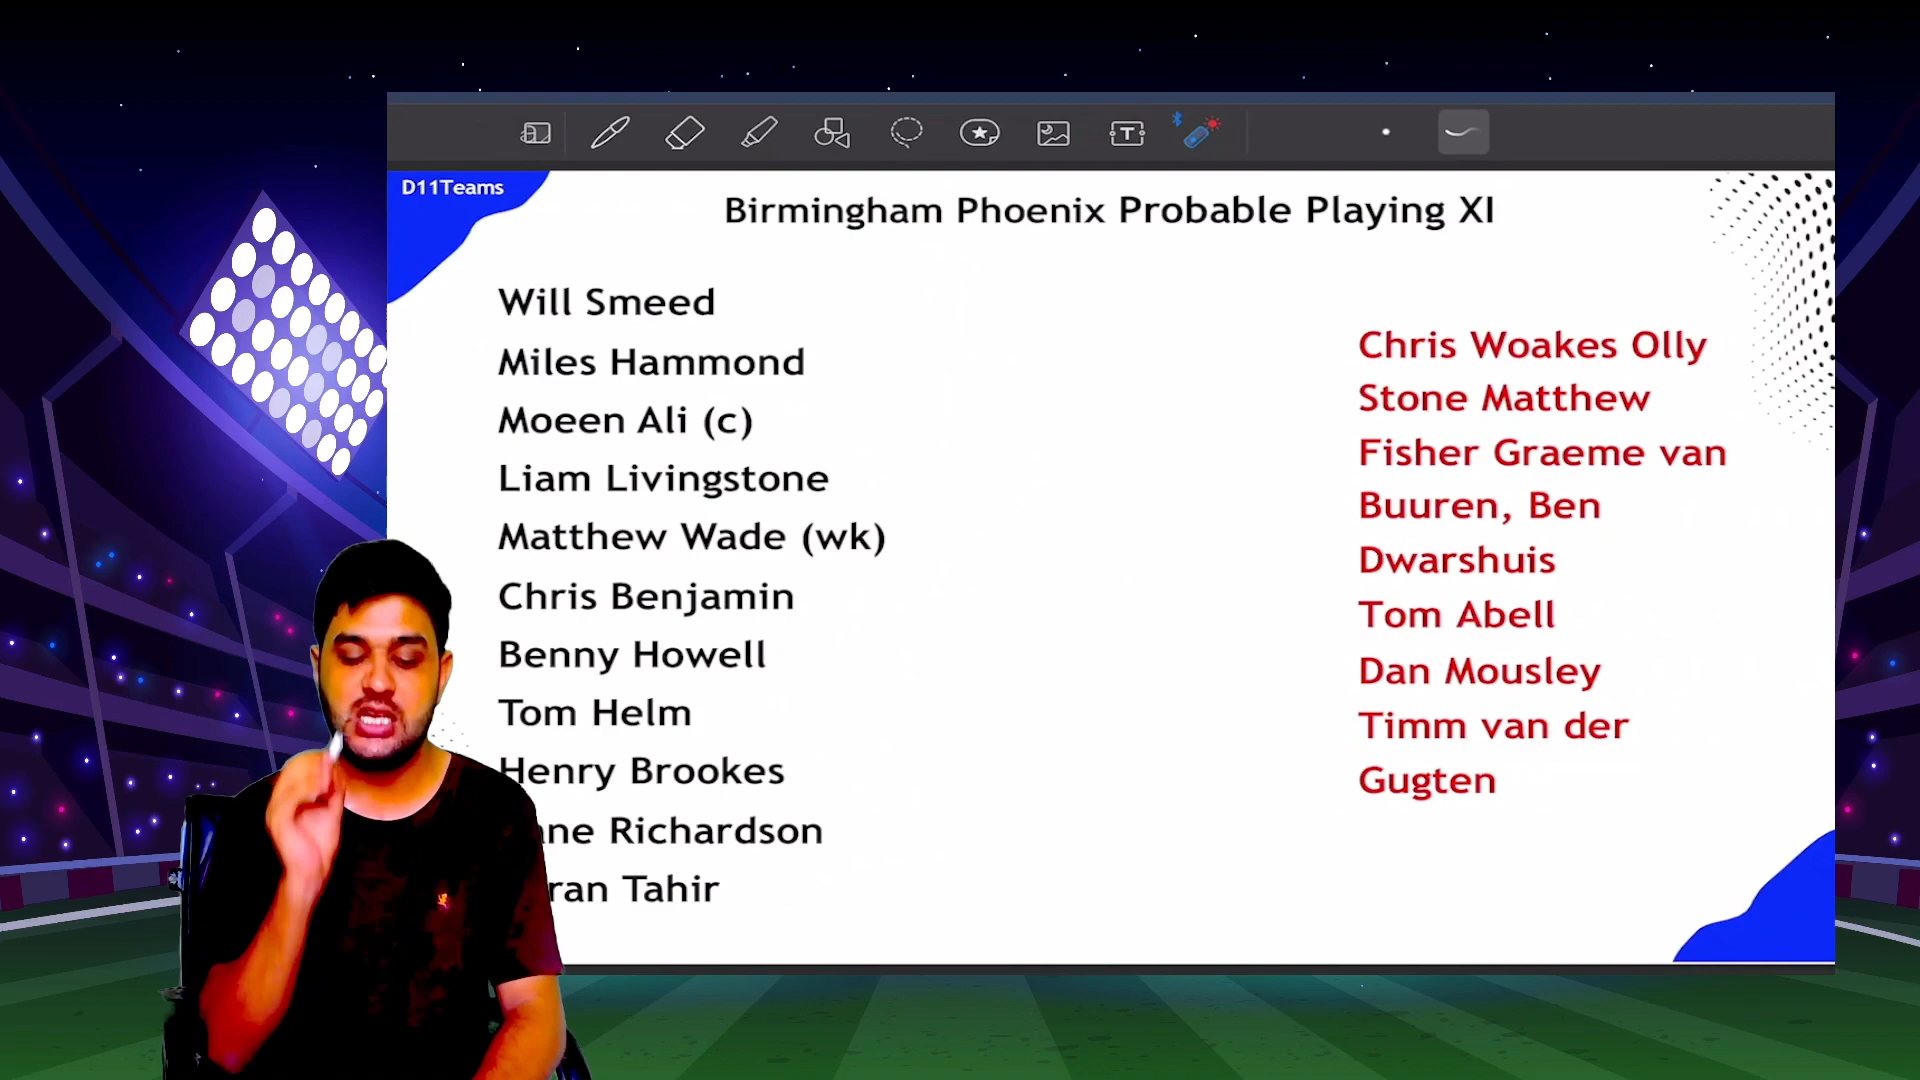 D11Teams
Birmingham Phoenix Probable Playing XI
Will Smeed
Miles Hammond
Moeen Ali (c)
Liam Livingstone
Matthew Wade (wk)
Chris Benjamin
Benny Howell
Tom Helm
Henry Brookes
Richardson
Tahir
Chris Woakes Olly
Stone Matthew
Fisher Graeme van
Buuren, Ben
Dwarshuis
Tom Abell
Dan Mousley
Timm van der
Gugten